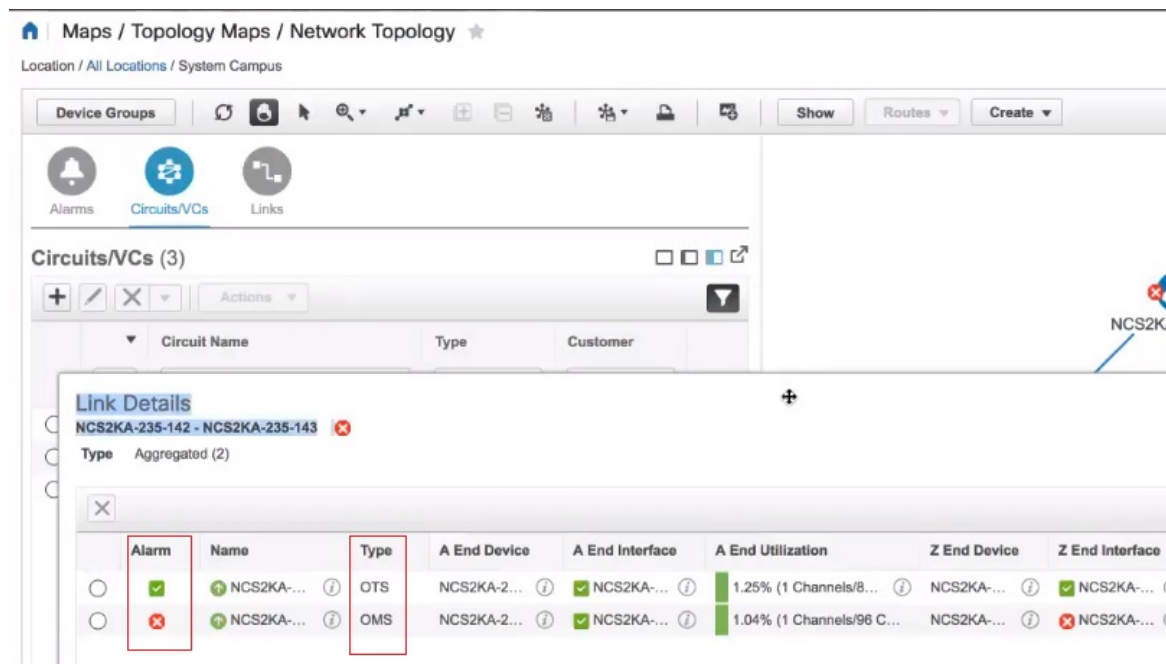 Maps / Topology Maps / Network Topology
Location / All Locations / System Campus
Device Groups Show Routes Create
Alarms Circuits/VCs Links
Circuits/VCs (3)
Actions
Circuit Name Type Customer
NCS2K
Link Details
NCS2KA-235-142 - NCS2KA-235-143
Type Aggregated (2)
Alarm Name Type A End Device A End Interface A End Utilization Z End Device Z End Interface
NCS2KA-... OTS NCS2KA-2... NCS2KA-... 1.25% (1 Channels/8... NCS2KA-... NCS2KA-...
NCS2KA-... OMS NCS2KA-2... NCS2KA-... 1.04% (1 Channels/96 C... NCS2KA-... NCS2KA-...